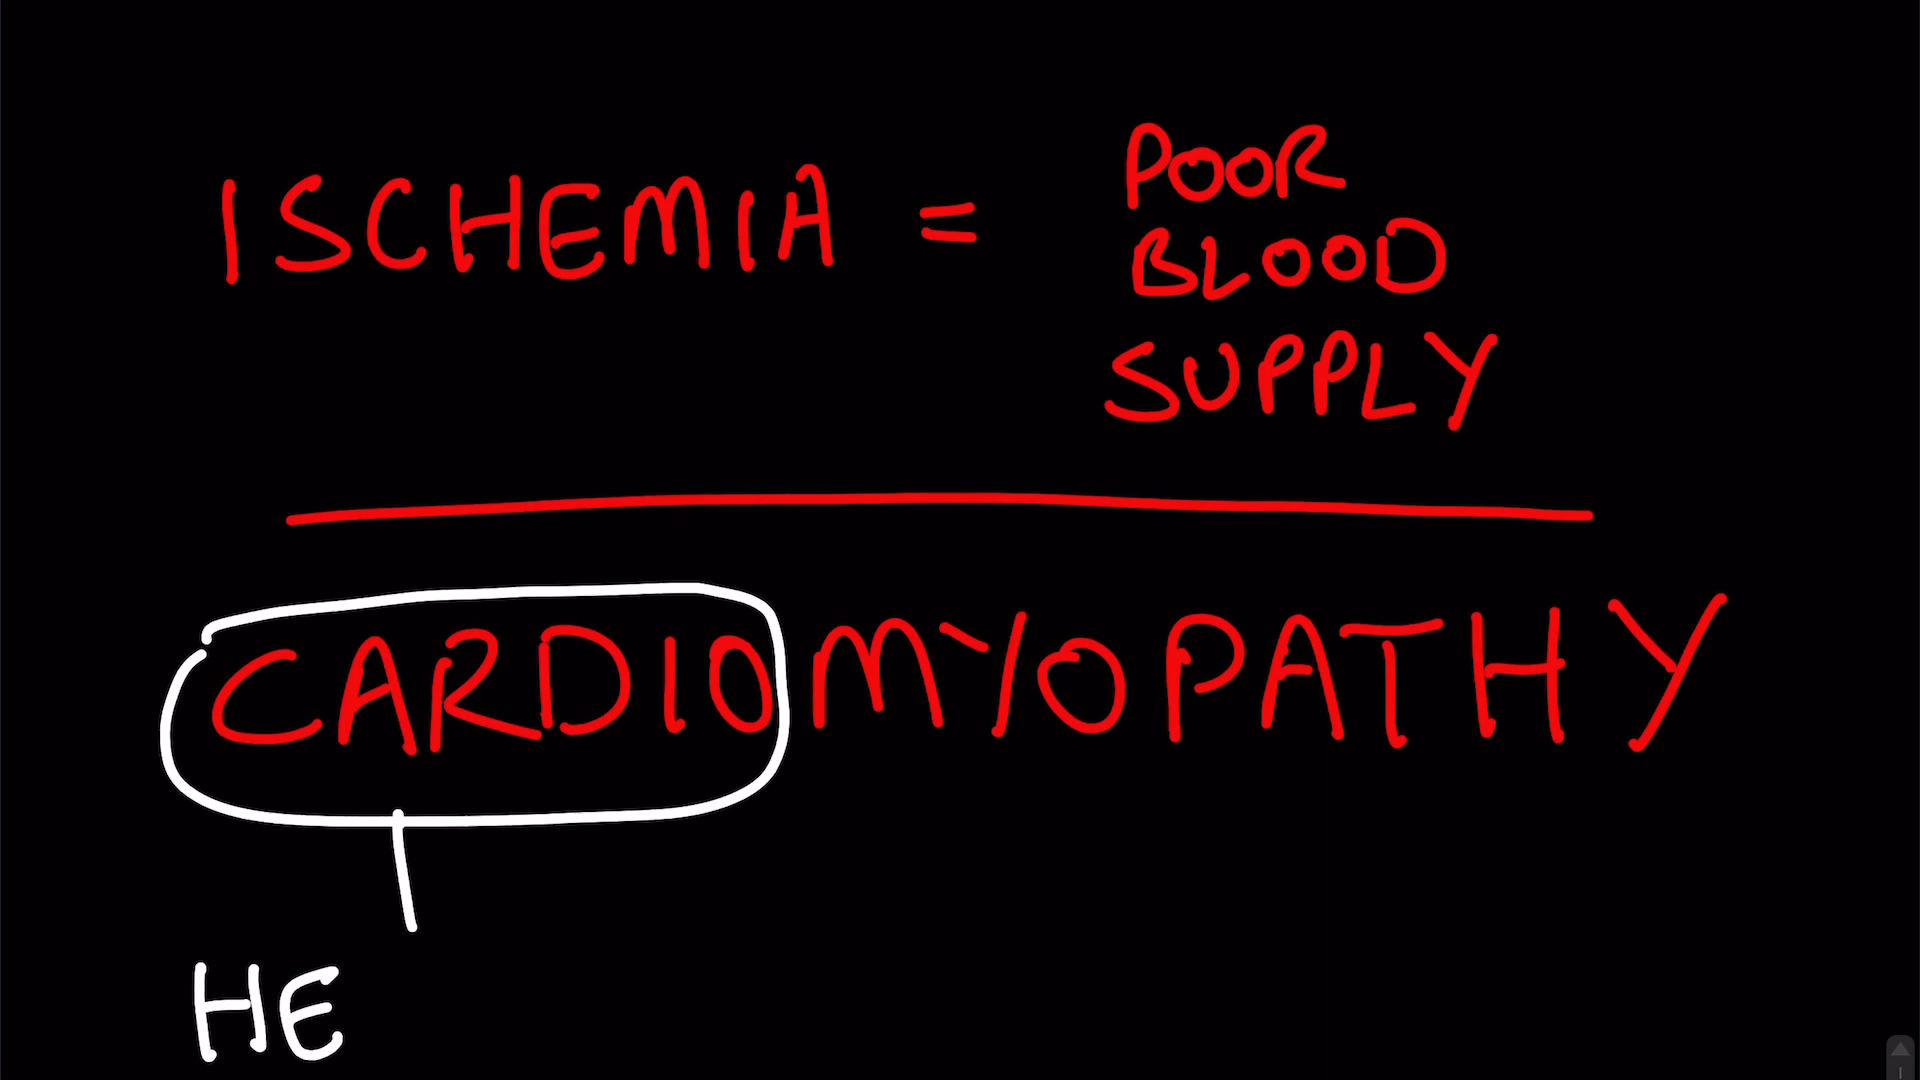 ISCHEMIA = POOR
BLOOD
SUPPLY
CARDIOMYOPATHY
HE